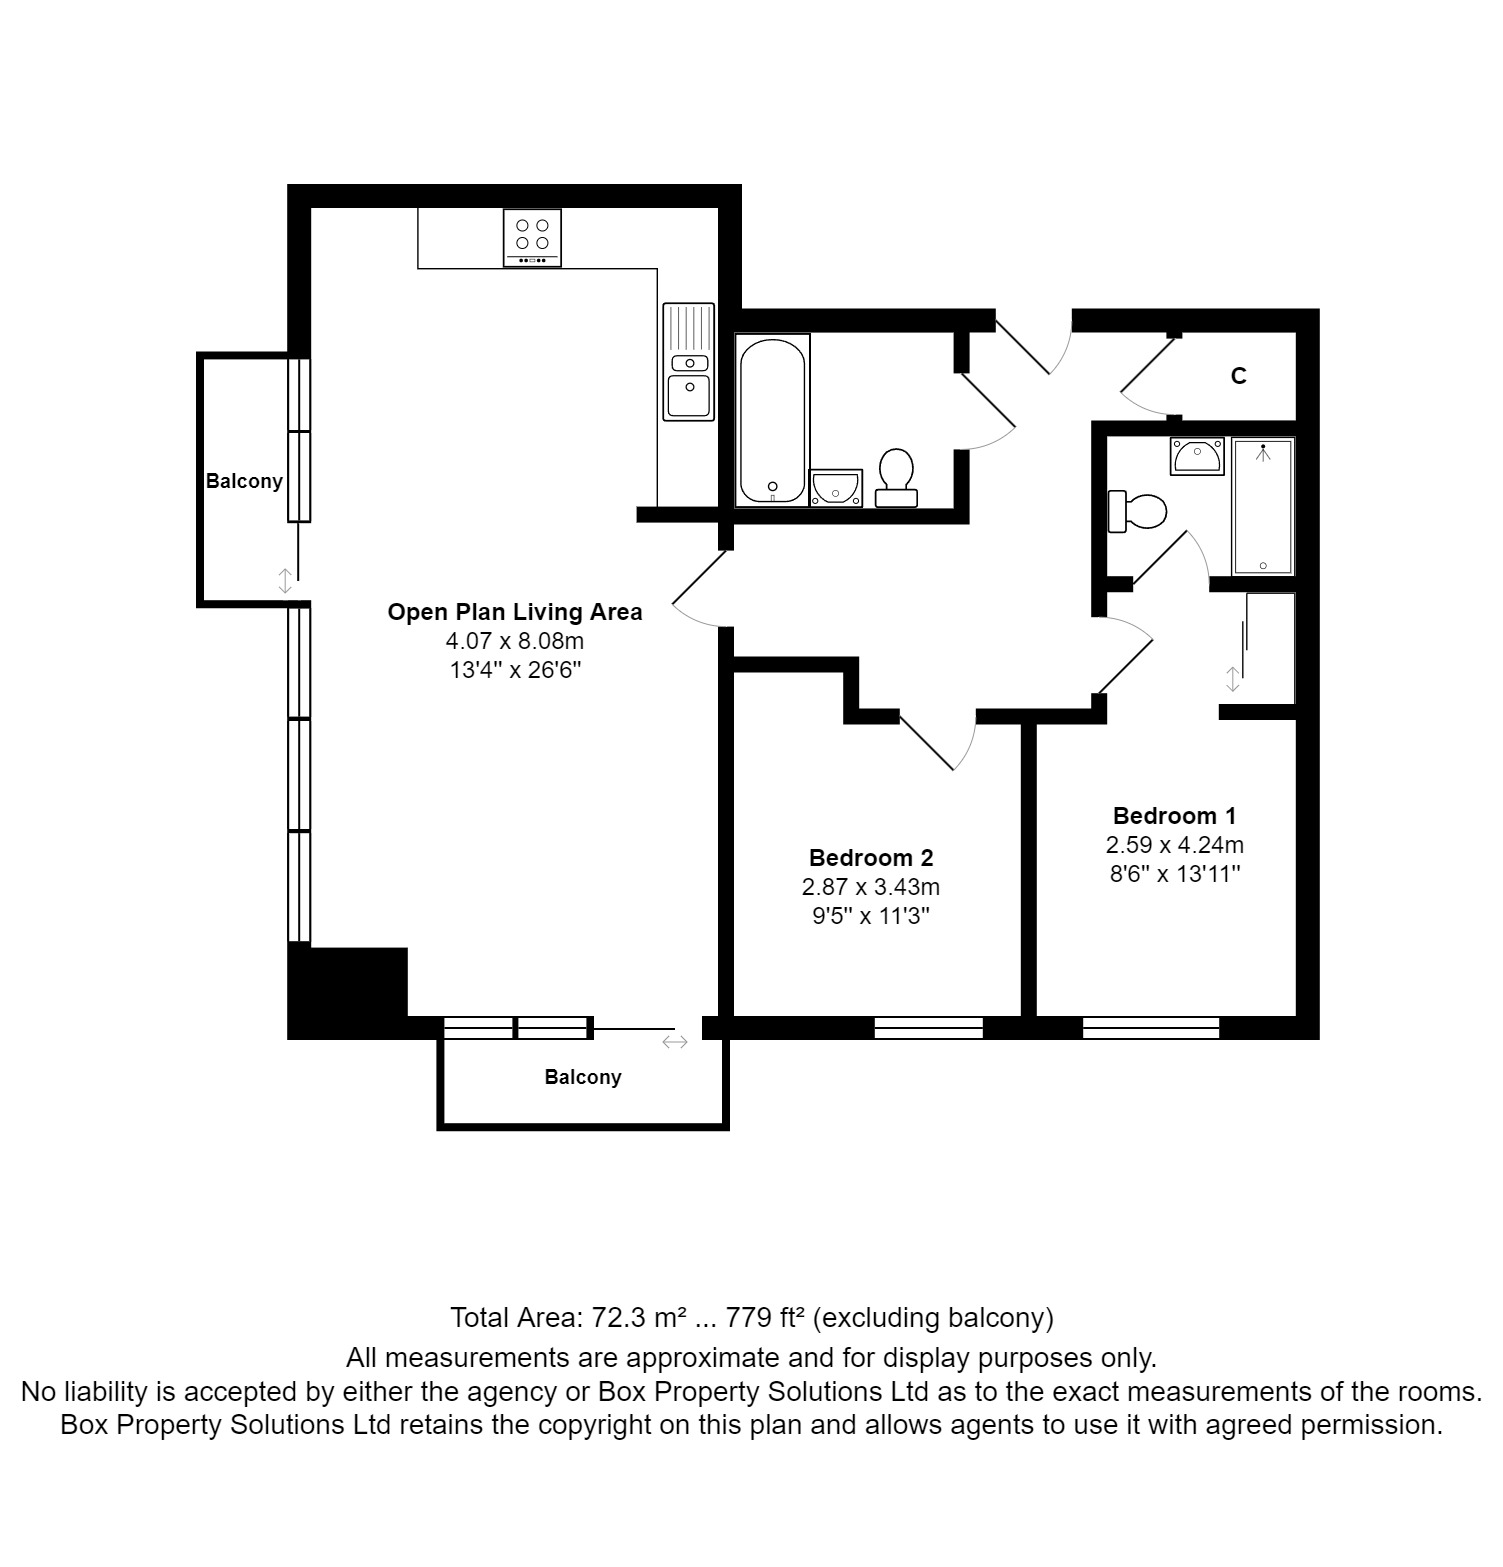 C
Balcony
Open Plan Living Area
4.07 x 8.08m
13'4" x 26'6"
Bedroom 1
2.59 x 4.24m
8'6" x 13'11"
Bedroom 2
2.87 x 3.43m
9'5" x 11'3"
Balcony
Total Area: 72.3 m² ... 779 ft² (excluding balcony)
All measurements are approximate and for display purposes only.
No liability is accepted by either the agency or Box Property Solutions Ltd as to the exact measurements of the rooms.
Box Property Solutions Ltd retains the copyright on this plan and allows agents to use it with agreed permission.